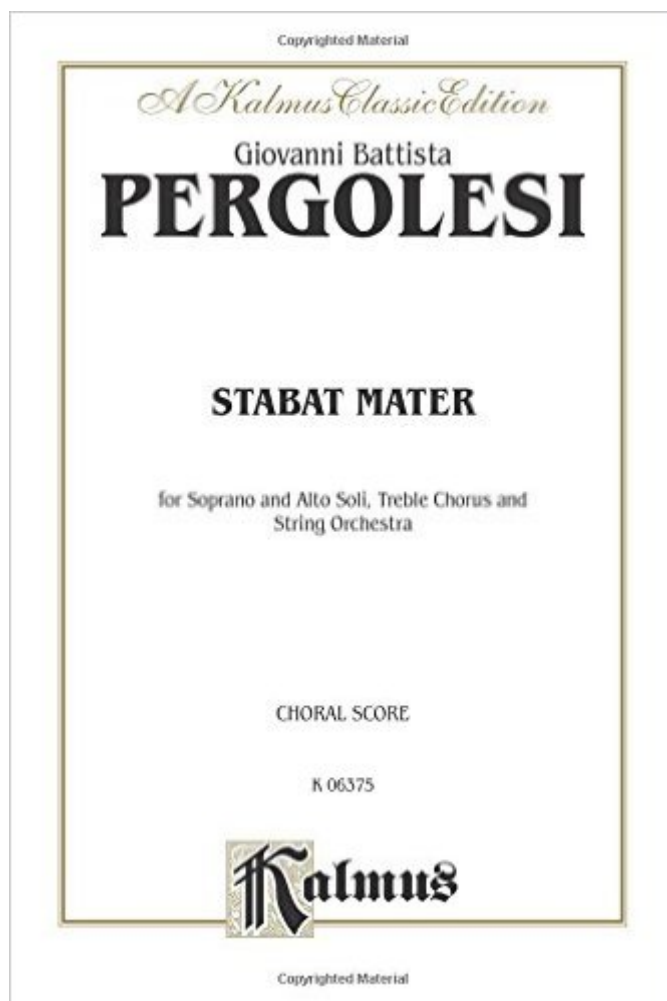 Copyrighted Material
A Kalmus Classic Edition
Giovanni Battista
PERGOLESI
STABAT MATER
for Soprano and Alto Soli, Treble Chorus and
String Orchestra
CHORAL SCORE
K 06375
Kalmus
Copyrighted Material